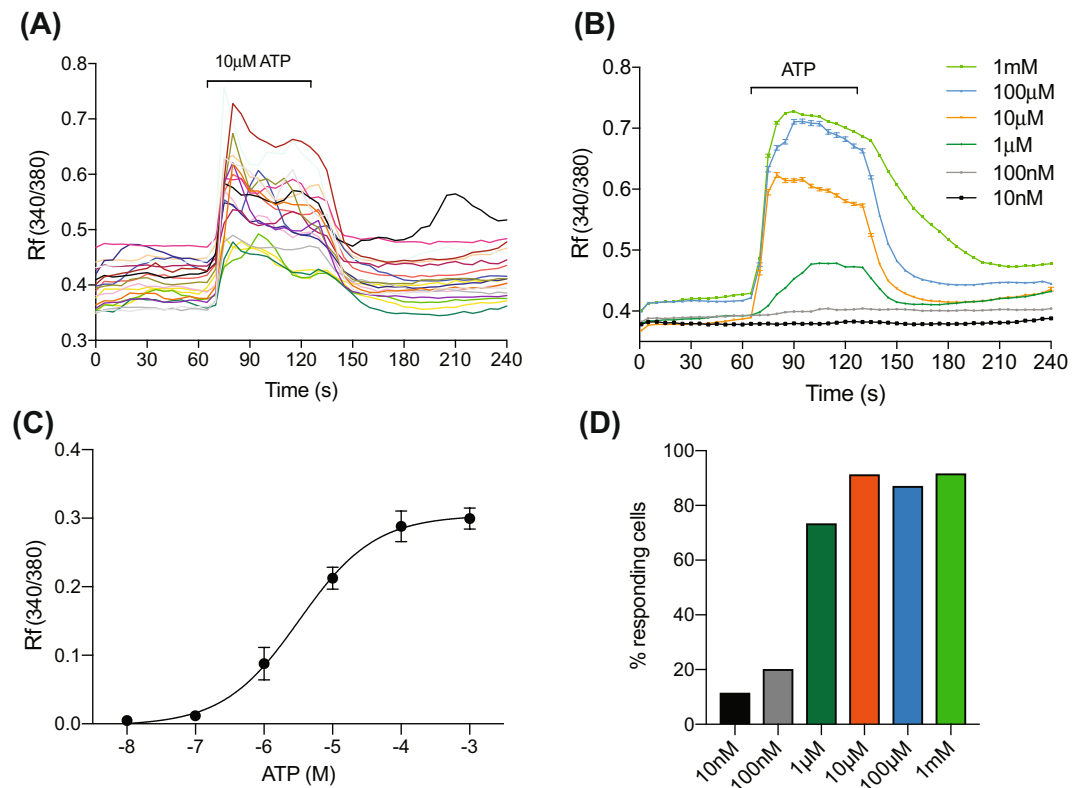 (A)
10μM ATP
Rf (340/380)
0.8
0.7
0.6
0.5
0.4
0.3
0 30 60 90 120 150 180 210 240
Time (s)
(B)
ATP
Rf (340/380)
0.8
0.7
0.6
0.5
0.4
0 30 60 90 120 150 180 210 240
Time (s)
1mM
100μM
10μM
1μM
100nM
10nM
(C)
Rf (340/380)
0.4
0.3
0.2
0.1
0.0
-8 -7 -6 -5 -4 -3
ATP (M)
(D)
% responding cells
100
80
60
40
20
0
10nM 100nM 1μM 10μM 100μM 1mM